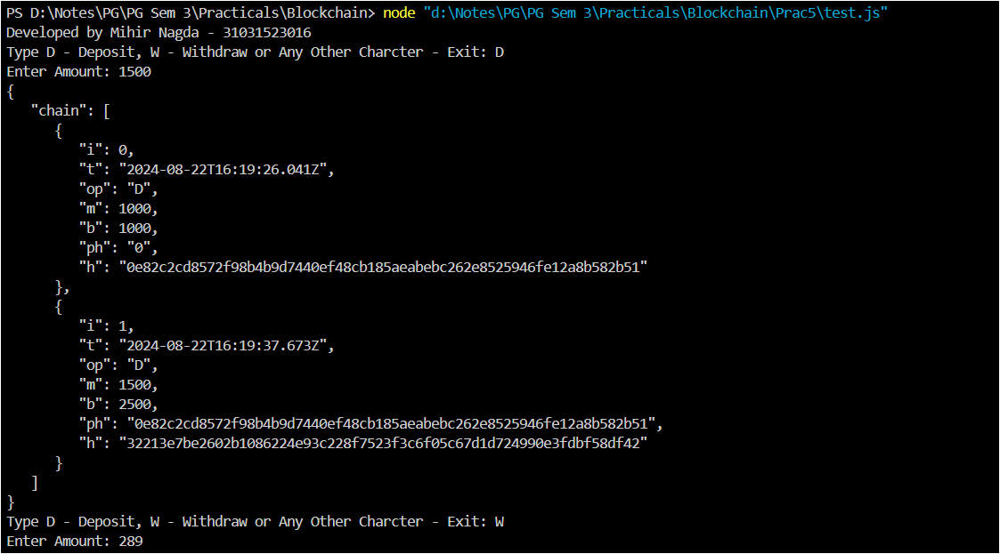 PS D:\Notes\PG\PG Sem 3\Practicals\Blockchain> node "d:\Notes\PG\PG Sem 3\Practicals\Blockchain\Prac5\test.js"
Developed by Mihir Nagda - 31031523016
Type D - Deposit, W - Withdraw or Any Other Charcter - Exit: D
Enter Amount: 1500
{
   "chain": [
      {
         "i": 0,
         "t": "2024-08-22T16:19:26.041Z",
         "op": "D",
         "m": 1000,
         "b": 1000,
         "ph": "0",
         "h": "0e82c2cd8572f98b4b9d7440ef48cb185aeabebc262e8525946fe12a8b582b51"
      },
      {
         "i": 1,
         "t": "2024-08-22T16:19:37.673Z",
         "op": "D",
         "m": 1500,
         "b": 2500,
         "ph": "0e82c2cd8572f98b4b9d7440ef48cb185aeabebc262e8525946fe12a8b582b51",
         "h": "32213e7be2602b1086224e93c228f7523f3c6f05c67d1d724990e3fdbf58df42"
      }
   ]
}
Type D - Deposit, W - Withdraw or Any Other Charcter - Exit: W
Enter Amount: 289